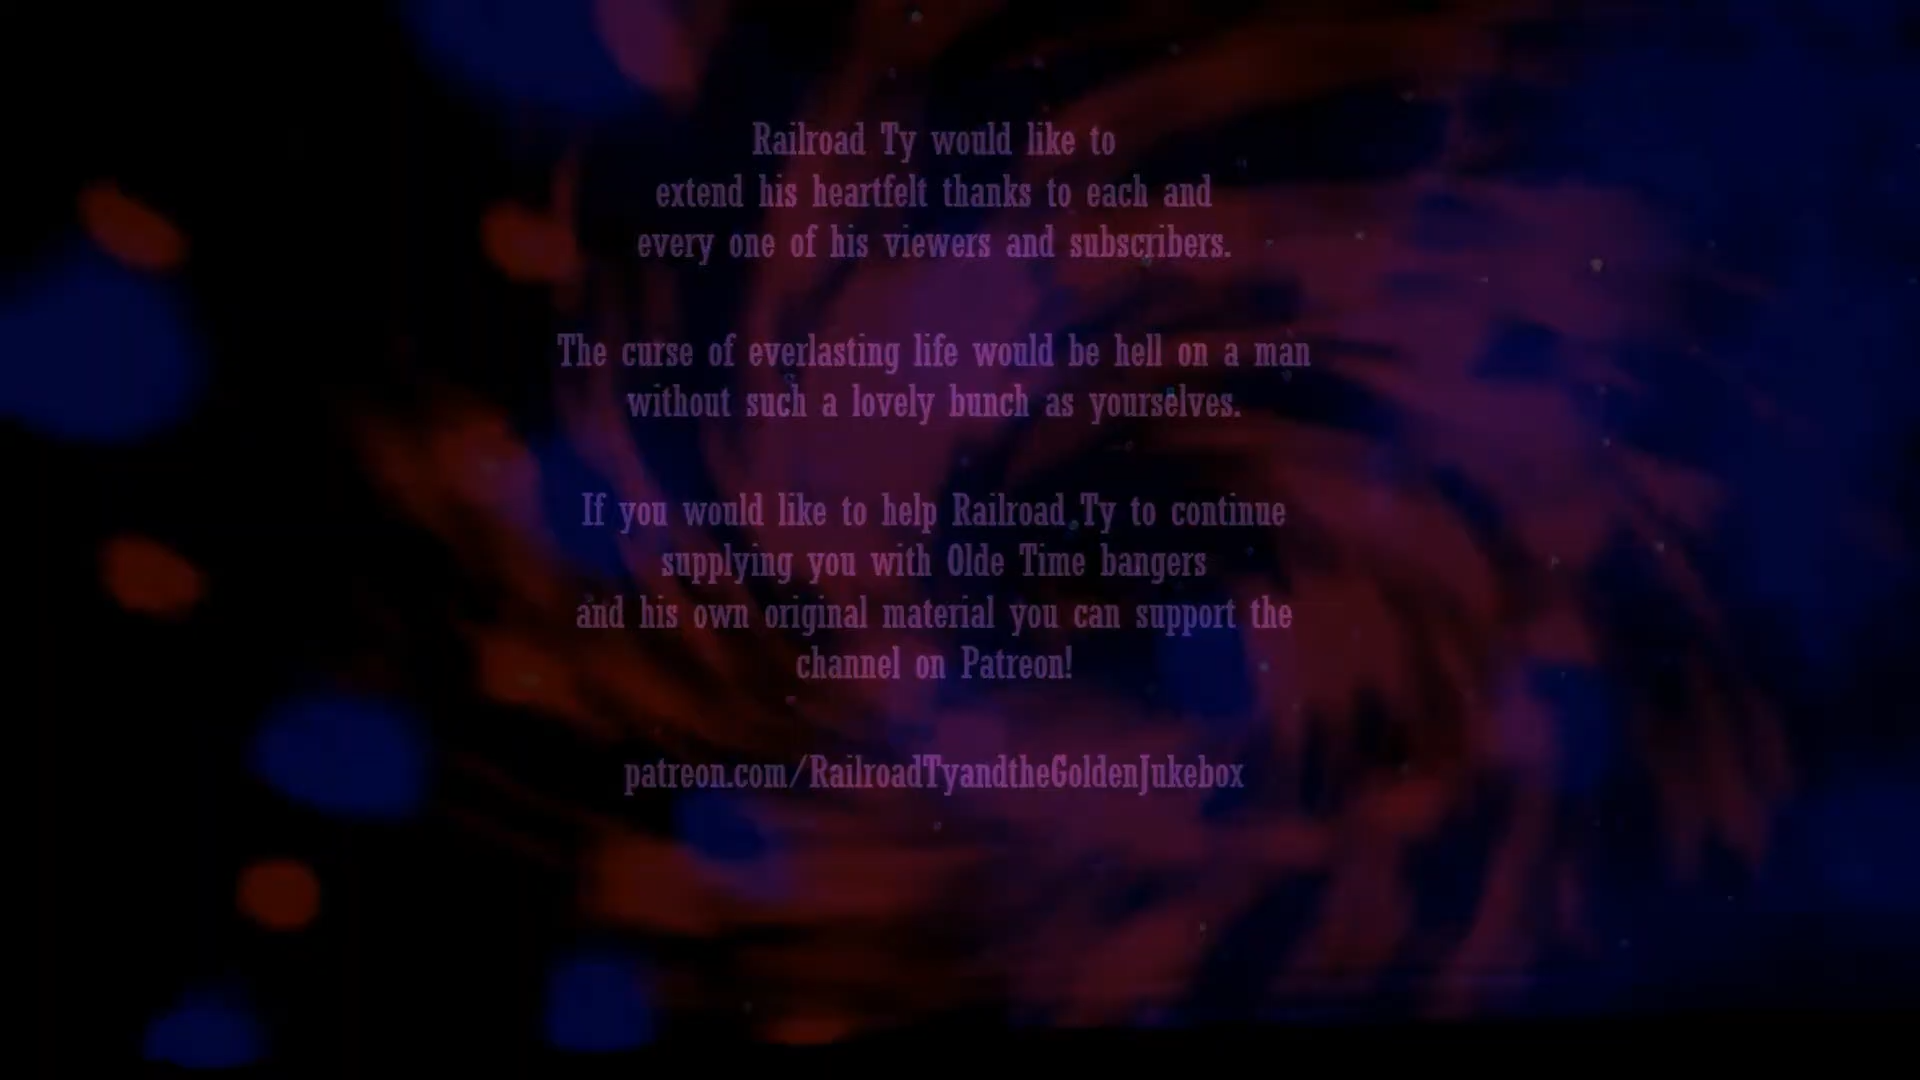 Railroad Ty would like to
extend his heartfelt thanks to each and
every one of his viewers and subscribers.
The curse of everlasting life would be hell on a man
without such a lovely bunch as yourselves.
If you would like to help Railroad Ty to continue
supplying you with Olde Time bangers
and his own original material you can support the
channel on Patreon!
patreon.com/RailroadTyandtheGoldenJukebox